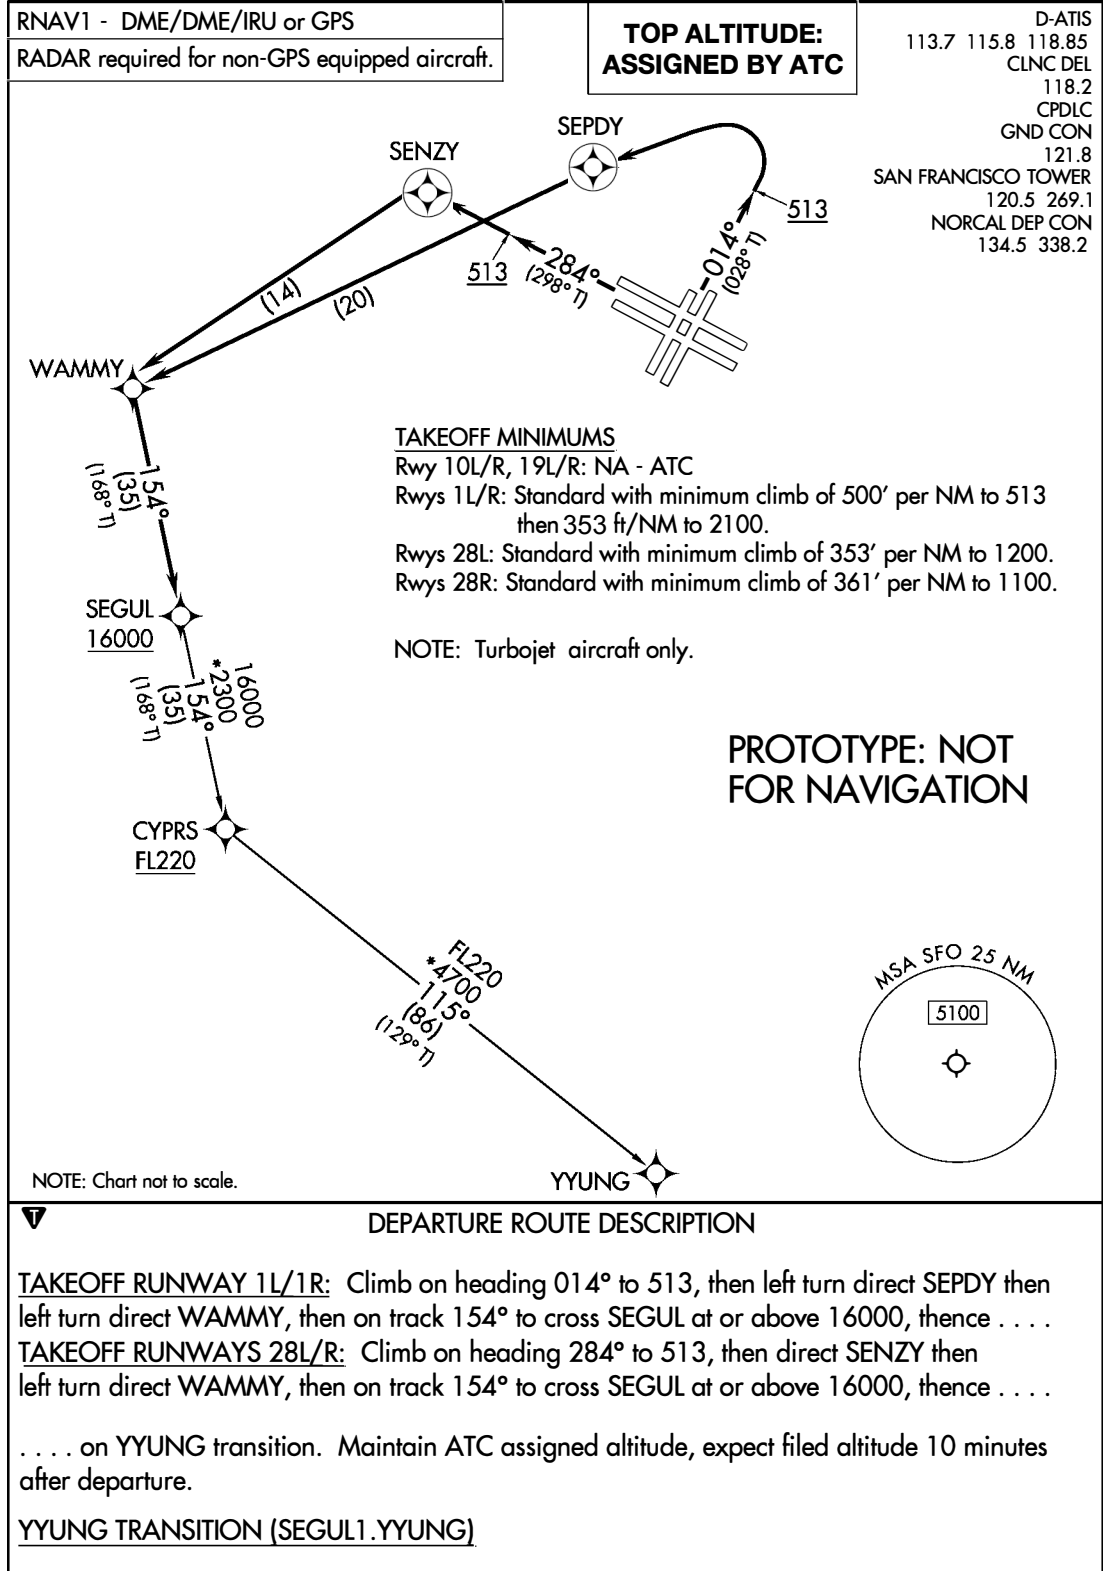 RNAV1 - DME/DME/IRU or GPS
RADAR required for non-GPS equipped aircraft.
TOP ALTITUDE:
ASSIGNED BY ATC
D-ATIS
113.7 115.8 118.85
CLNC DEL
118.2
CPDLC
GND CON
121.8
SAN FRANCISCO TOWER
120.5 269.1
NORCAL DEP CON
134.5 338.2
SEPDY
SENZY
513
014°
(028° T)
513
284°
(298° T)
(14)
(20)
WAMMY
154°
(35)
(168° T)
TAKEOFF MINIMUMS
Rwy 10L/R, 19L/R: NA - ATC
Rwys 1L/R: Standard with minimum climb of 500' per NM to 513
then 353 ft/NM to 2100.
Rwys 28L: Standard with minimum climb of 353' per NM to 1200.
Rwys 28R: Standard with minimum climb of 361' per NM to 1100.
NOTE: Turbojet aircraft only.
SEGUL
16000
16000
*2300
154°
(35)
(168° T)
PROTOTYPE: NOT
FOR NAVIGATION
CYPRS
FL220
FL220
*4700
115°
(86)
(129° T)
MSA SFO 25 NM
5100
YYUNG
NOTE: Chart not to scale.
T
DEPARTURE ROUTE DESCRIPTION
TAKEOFF RUNWAY 1L/1R: Climb on heading 014° to 513, then left turn direct SEPDY then
left turn direct WAMMY, then on track 154° to cross SEGUL at or above 16000, thence . . . .
TAKEOFF RUNWAYS 28L/R: Climb on heading 284° to 513, then direct SENZY then
left turn direct WAMMY, then on track 154° to cross SEGUL at or above 16000, thence . . . .
. . . . on YYUNG transition. Maintain ATC assigned altitude, expect filed altitude 10 minutes
after departure.
YYUNG TRANSITION (SEGUL1.YYUNG)